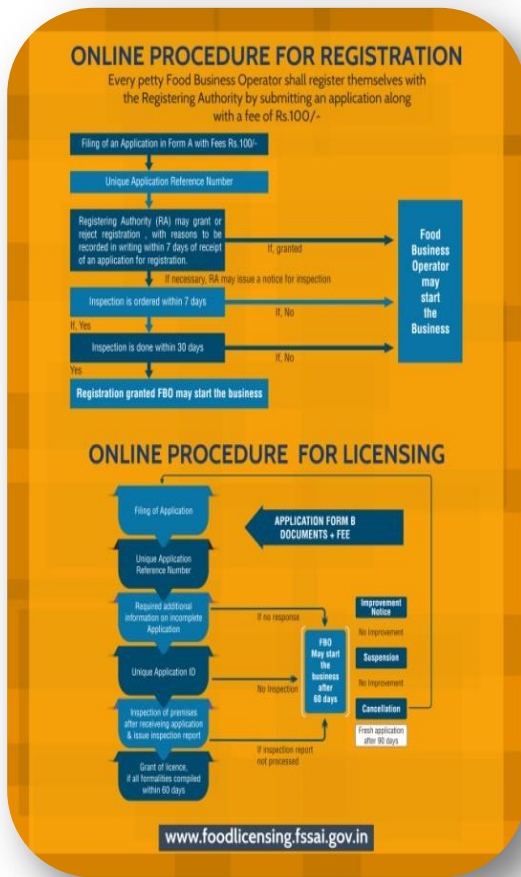 ONLINE PROCEDURE FOR REGISTRATION
Every petty Food Business Operator shall register themselves with
the Registering Authority by submitting an application along
with a fee of Rs.100/-
Filing of an Application in Form A with Fees Rs.100/-
Unique Application Reference Number
Registering Authority (RA) may grant or
reject registration , with reasons to be
recorded in writing within 7 days of receipt
of an application for registration.
If, granted
Food
Business
Operator
may
start
the
Business
If necessary, RA may issue a notice for inspection
Inspection is ordered within 7 days
If, No
If, Yes
Inspection is done within 30 days
If, No
Yes
Registration granted FBO may start the business
ONLINE PROCEDURE FOR LICENSING
Filing of Application
APPLICATION FORM B
DOCUMENTS + FEE
Unique Application
Reference Number
Required additional
information on incomplete
Application
If no response
Unique Application ID
No Inspection
Inspection of premises
after receiveing application
& issue inspection report
If inspection report
not processed
Grant of licence,
if all formalities compiled
within 60 days
FBO
May start
the
business
after
60 days
Improvement
Notice
No Improvement
Suspension
No Improvement
Cancellation
Fresh application
after 90 days
www.foodlicensing.fssai.gov.in